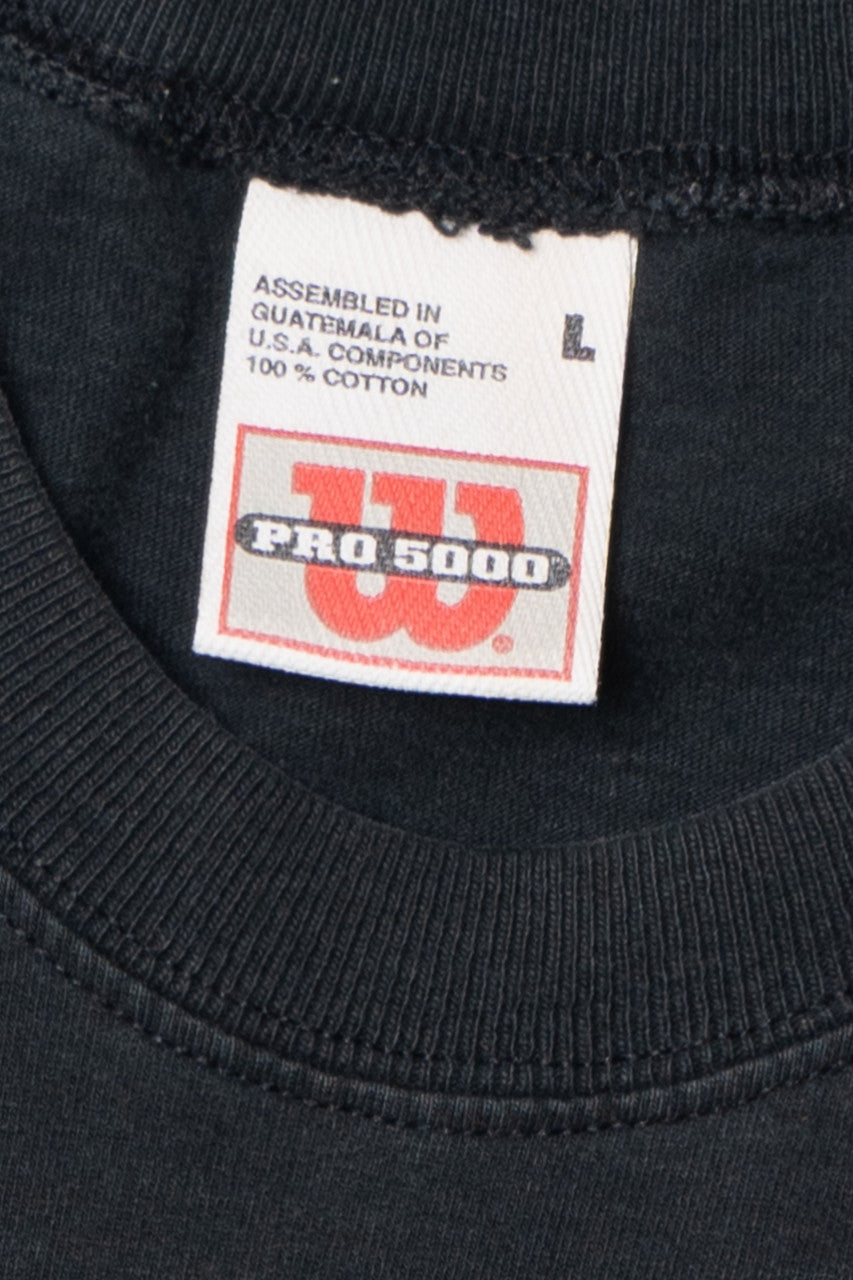 ASSEMBLED IN
GUATEMALA OF
U.S.A. COMPONENTS
100 % COTTON
L
W
PRO 5000
®